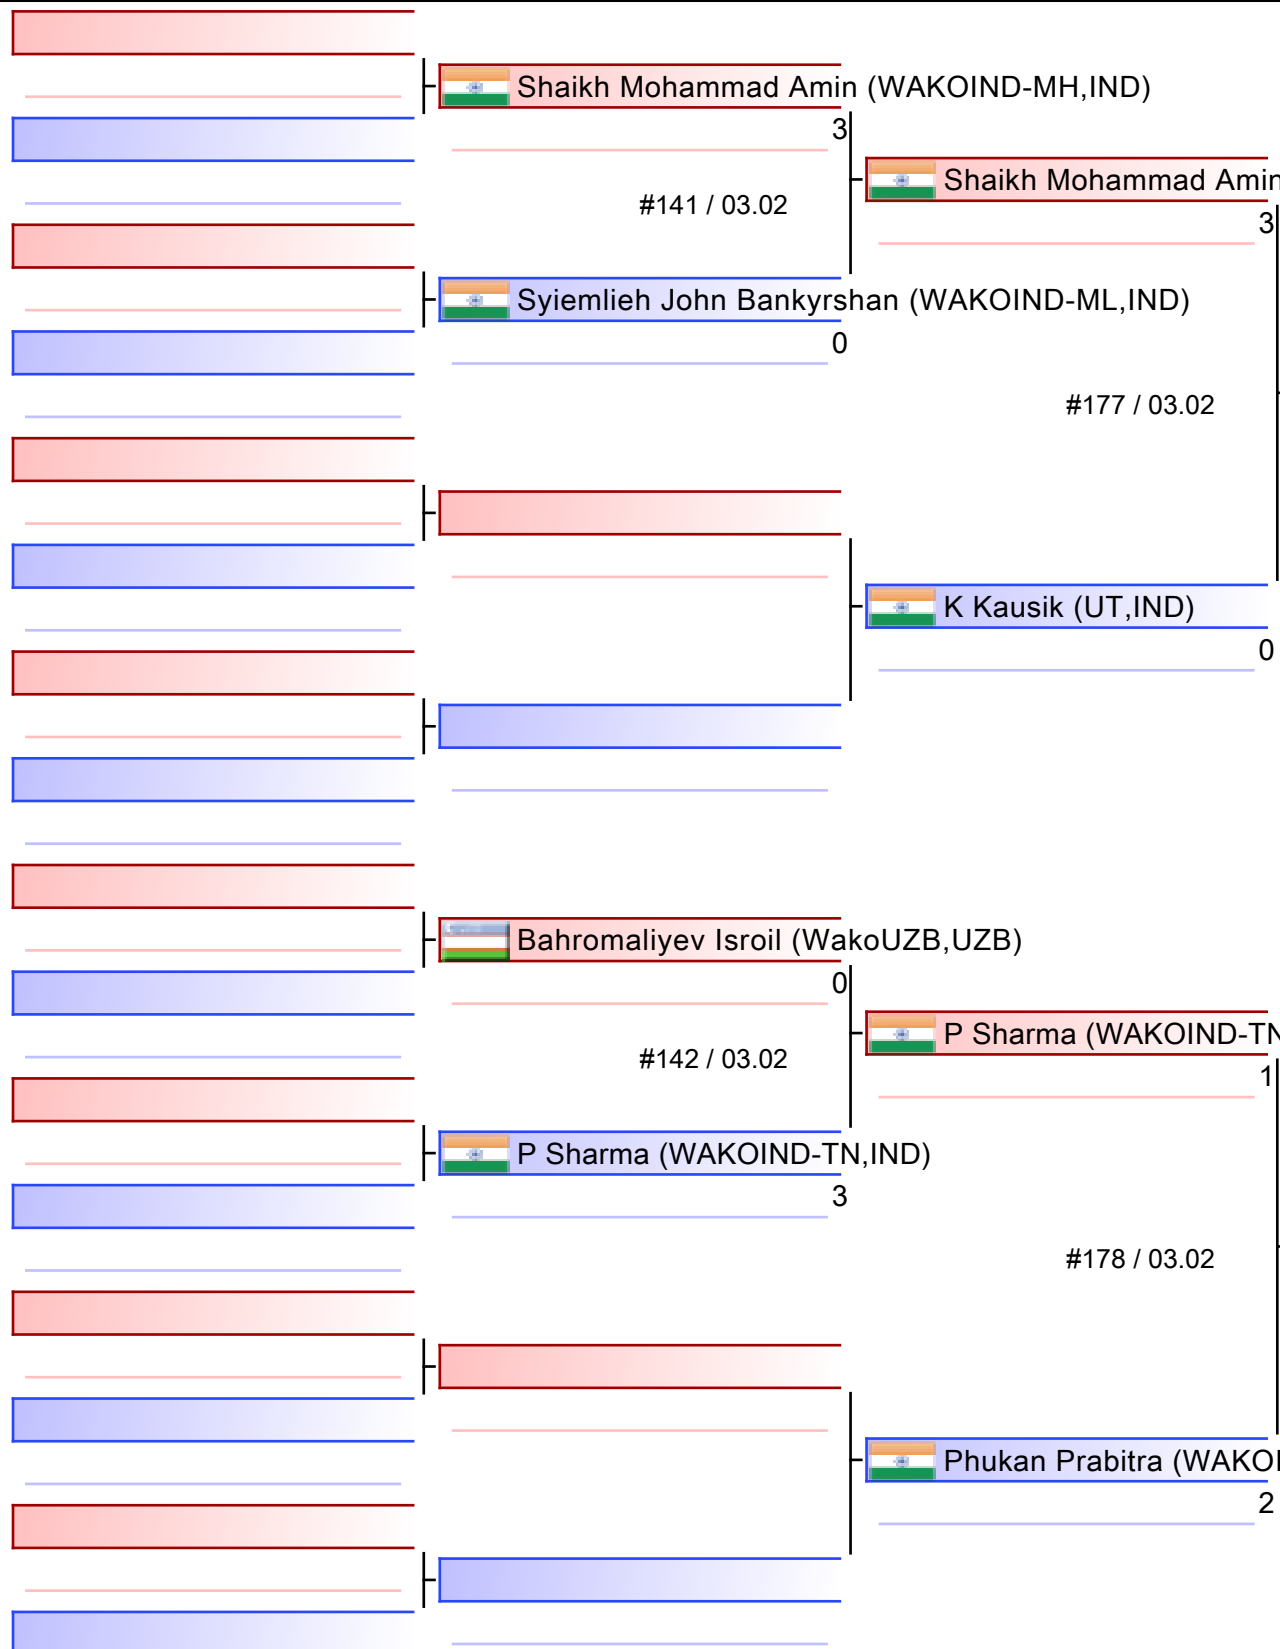 Shaikh Mohammad Amin (WAKOIND-MH,IND)
3
Shaikh Mohammad Amin
3
#141 / 03.02
Syiemlieh John Bankyrshan (WAKOIND-ML,IND)
0
#177 / 03.02
K Kausik (UT,IND)
0
Bahromaliyev Isroil (WakoUZB,UZB)
0
P Sharma (WAKOIND-TN
1
#142 / 03.02
P Sharma (WAKOIND-TN,IND)
3
#178 / 03.02
Phukan Prabitra (WAKOI
2